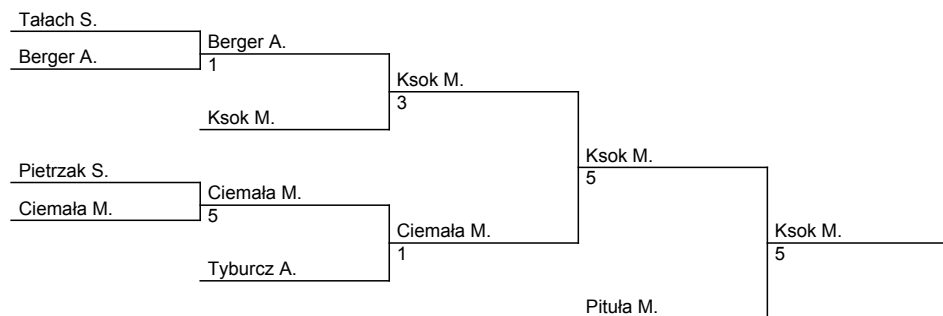 Tałach S.
Berger A.
Berger A.
1
Ksok M.
3
Ksok M.
Ksok M.
5
Pietrzak S.
Ciemała M.
Ciemała M.
5
Ksok M.
5
Ciemała M.
1
Tyburcz A.
Pituła M.